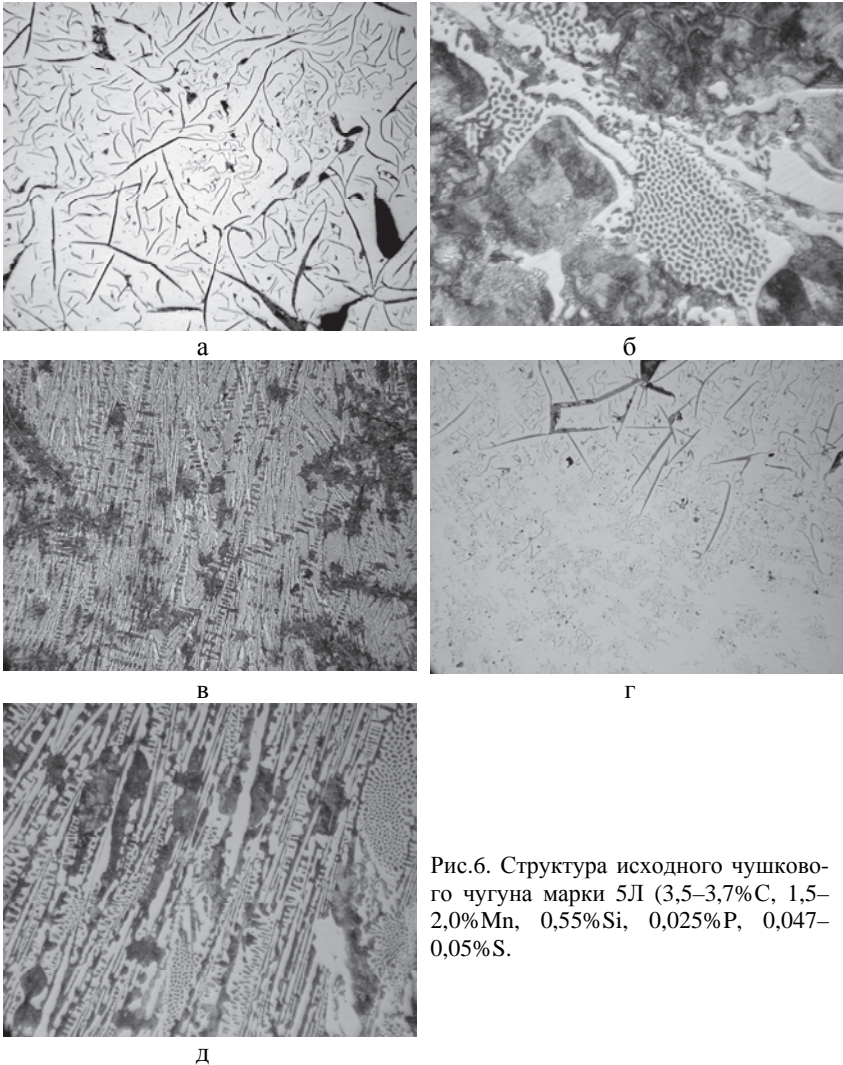 а
б
в
г
д
Рис.6. Структура исходного чушково-
го чугуна марки 5Л (3,5–3,7%С, 1,5–
2,0%Mn, 0,55%Si, 0,025%P, 0,047–
0,05%S.